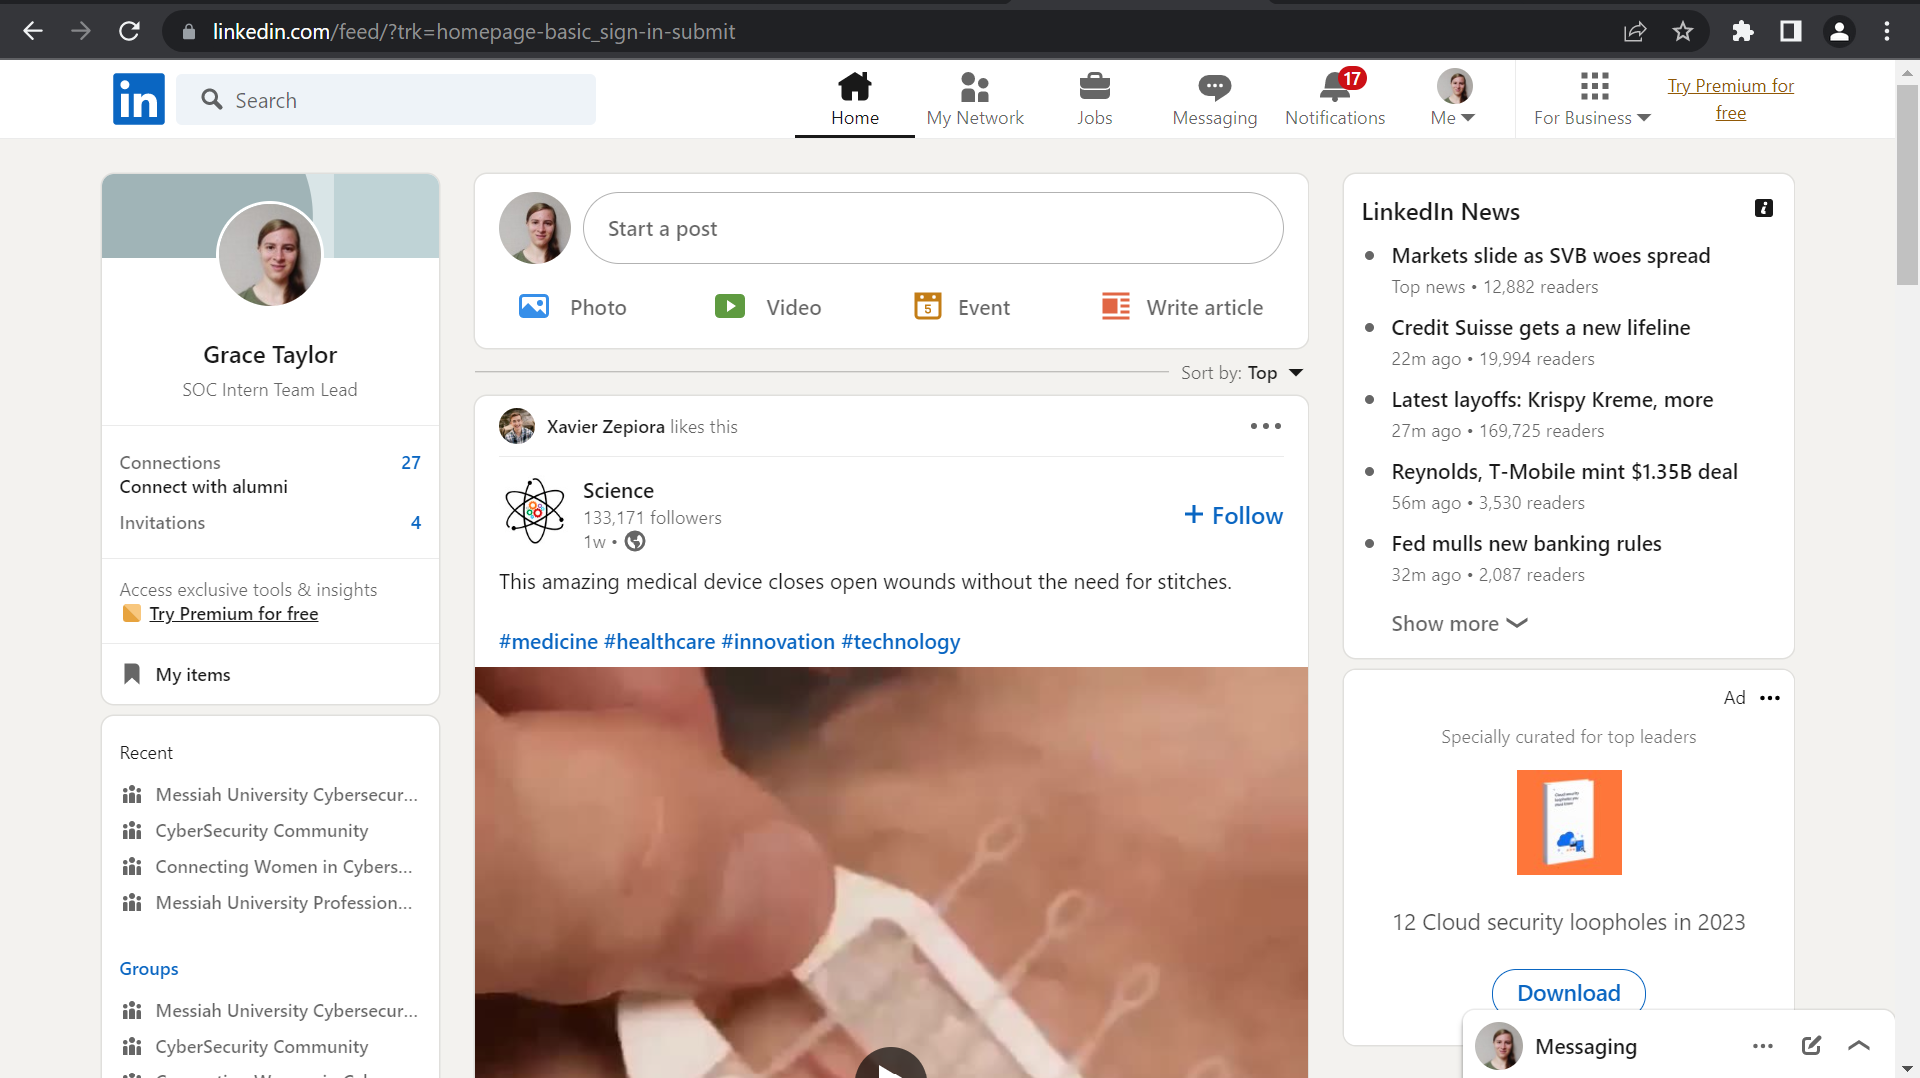 linkedin.com/feed/?trk=homepage-basic_sign-in-submit
in
Search
Home
My Network
Jobs
Messaging
17
Notifications
Me
For Business
Try Premium for
free
Grace Taylor
SOC Intern Team Lead
Connections 27
Connect with alumni
Invitations 4
Access exclusive tools & insights
Try Premium for free
My items
Recent
Messiah University Cybersecur...
CyberSecurity Community
Connecting Women in Cybers...
Messiah University Profession...
Groups
Messiah University Cybersecur...
CyberSecurity Community
Start a post
Photo
Video
5
Event
Write article
Sort by: Top
Xavier Zepiora likes this
Science
133,171 followers
1w •
+ Follow
This amazing medical device closes open wounds without the need for stitches.
#medicine #healthcare #innovation #technology
LinkedIn News
Markets slide as SVB woes spread
Top news • 12,882 readers
Credit Suisse gets a new lifeline
22m ago • 19,994 readers
Latest layoffs: Krispy Kreme, more
27m ago • 169,725 readers
Reynolds, T-Mobile mint $1.35B deal
56m ago • 3,530 readers
Fed mulls new banking rules
32m ago • 2,087 readers
Show more
Ad
Specially curated for top leaders
Cloud security
loopholes you
must know
12 Cloud security loopholes in 2023
Download
Messaging